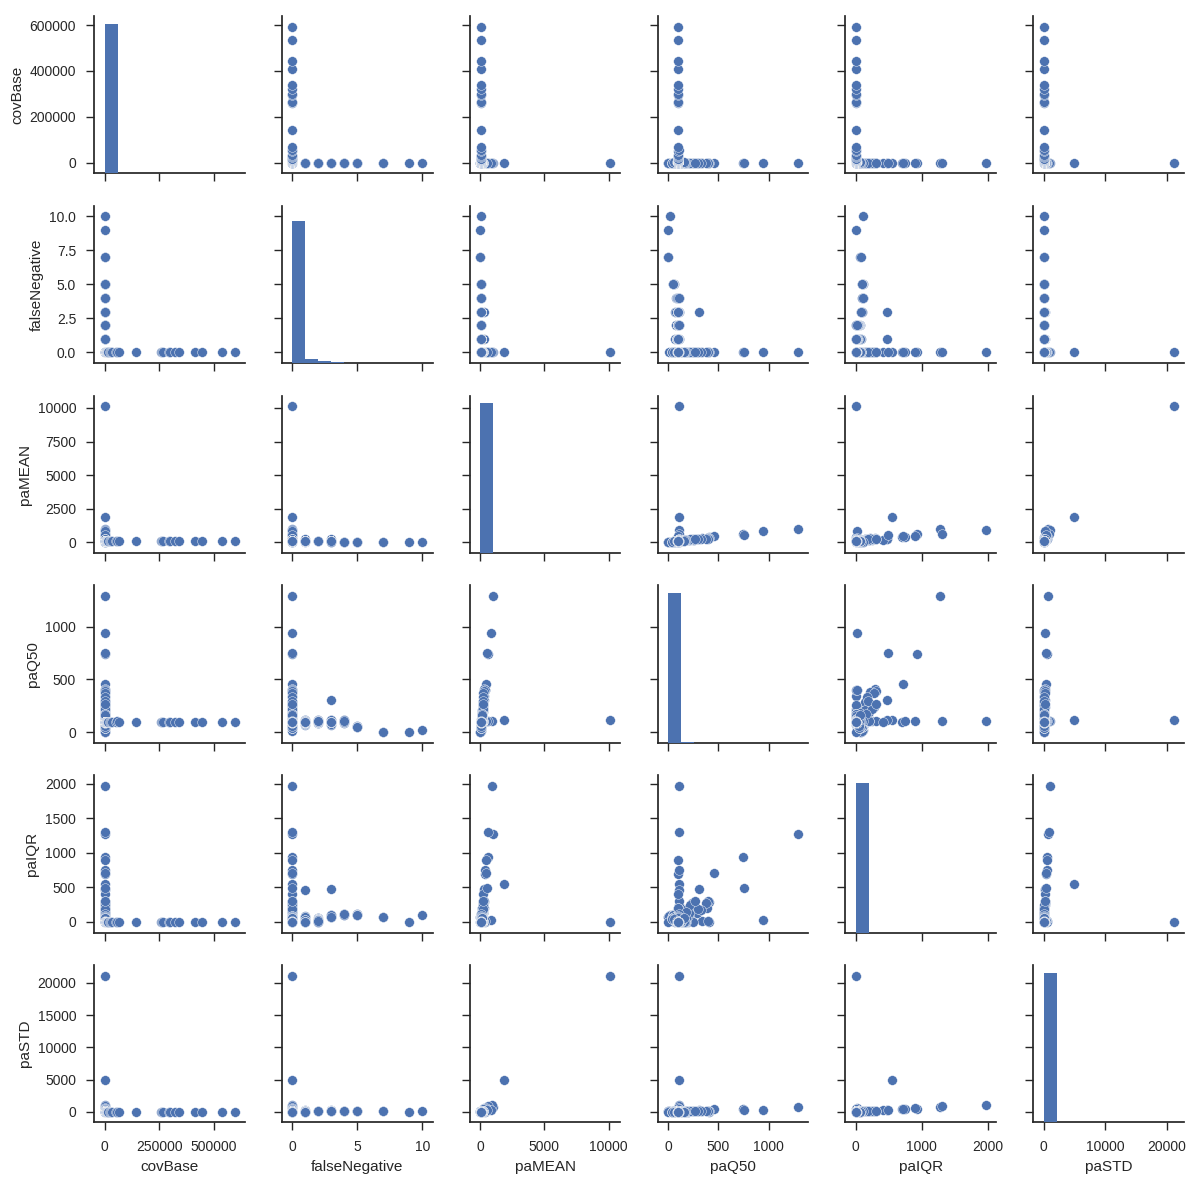 600000
400000
200000
0
covBase
10.0
7.5
5.0
2.5
0.0
falseNegative
10000
7500
5000
2500
0
paMEAN
1000
500
0
paQ50
2000
1500
1000
500
0
paIQR
20000
15000
10000
5000
0
paSTD
0 250000 500000
0 5 10
0 5000 10000
0 500 1000
0 1000 2000
0 10000 20000
covBase falseNegative paMEAN paQ50 paIQR paSTD